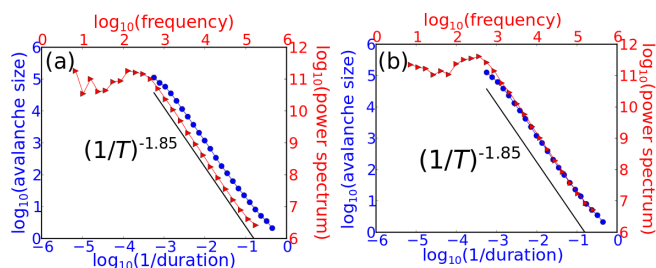 log10(frequency)
0 1 2 3 4 5 6
(a)
log10(avalanche size)
6
5
4
3
2
1
0
(1/T)^-1.85
12
11
10
9
8
7
6
log10(power spectrum)
−6 −5 −4 −3 −2 −1 0
log10(1/duration)
log10(frequency)
0 1 2 3 4 5 6
(b)
log10(avalanche size)
6
5
4
3
2
1
0
(1/T)^-1.85
12
11
10
9
8
7
6
log10(power spectrum)
−6 −5 −4 −3 −2 −1 0
log10(1/duration)